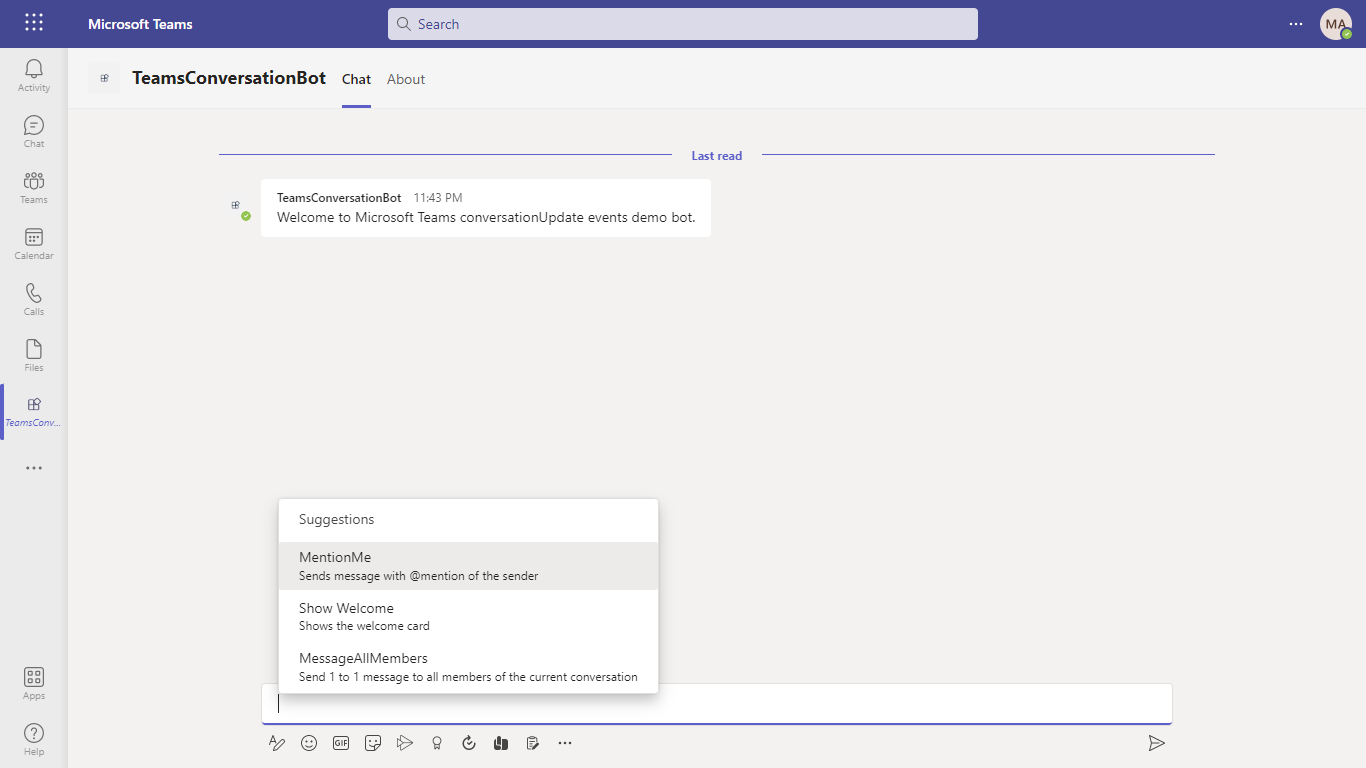 Microsoft Teams
Search
MA
Activity
Chat
Teams
Calendar
Calls
Files
TeamsConv...
Apps
Help
TeamsConversationBot
Chat
About
Last read
TeamsConversationBot 11:43 PM
Welcome to Microsoft Teams conversationUpdate events demo bot.
Suggestions
MentionMe
Sends message with @mention of the sender
Show Welcome
Shows the welcome card
MessageAllMembers
Send 1 to 1 message to all members of the current conversation
GIF